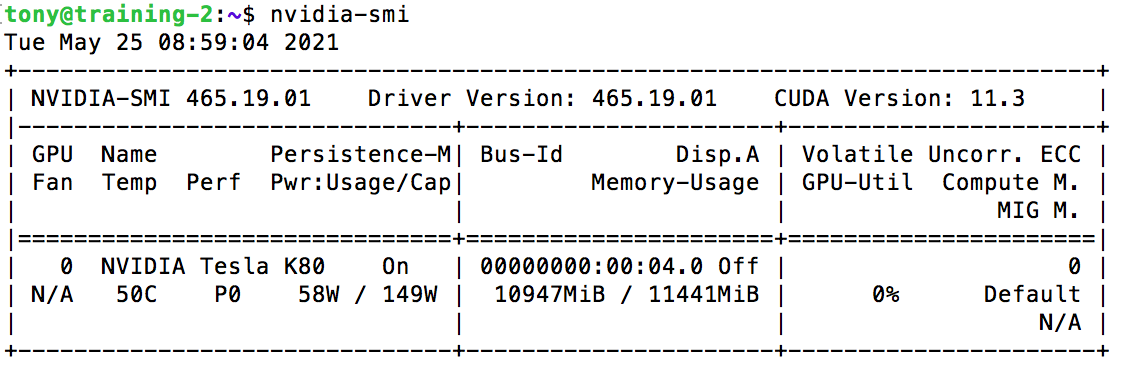 tony@training-2:~$ nvidia-smi
Tue May 25 08:59:04 2021
+-----------------------------------------------------------------------------+
| NVIDIA-SMI 465.19.01    Driver Version: 465.19.01    CUDA Version: 11.3     |
|-------------------------------+----------------------+----------------------+
| GPU  Name        Persistence-M| Bus-Id        Disp.A | Volatile Uncorr. ECC |
| Fan  Temp  Perf  Pwr:Usage/Cap|         Memory-Usage | GPU-Util  Compute M. |
|                               |                      |               MIG M. |
|===============================+======================+======================|
|   0  NVIDIA Tesla K80    On   | 00000000:00:04.0 Off |                    0 |
| N/A   50C    P0    58W / 149W |  10947MiB / 11441MiB |      0%      Default |
|                               |                      |                  N/A |
+-------------------------------+----------------------+----------------------+